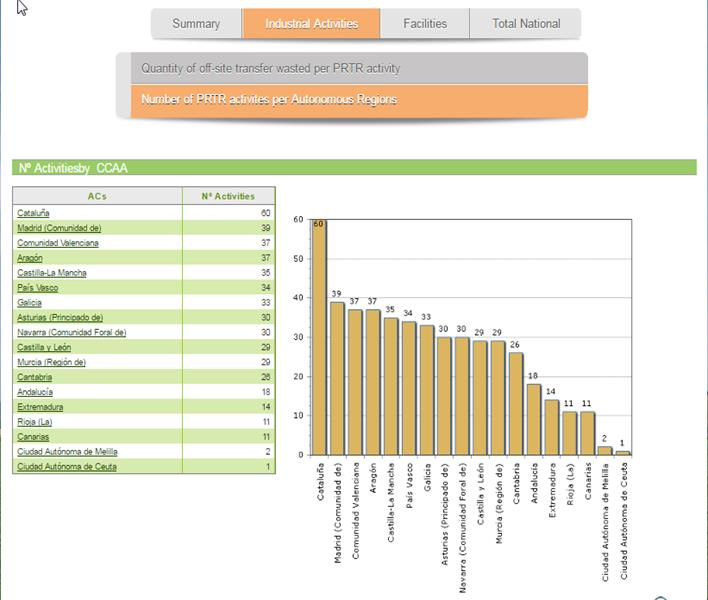 Summary Industrial Activities Facilities Total National
Quantity of off-site transfer wasted per PRTR activity
Number of PRTR activites per Autonomous Regions
Nº Activitiesby CCAA
ACs Nº Activities
Cataluña 60
Madrid (Comunidad de) 39
Comunidad Valenciana 37
Aragón 37
Castilla-La Mancha 35
País Vasco 34
Galicia 33
Asturias (Principado de) 30
Navarra (Comunidad Foral de) 30
Castilla y León 29
Murcia (Región de) 29
Cantabria 26
Andalucía 18
Extremadura 14
Rioja (La) 11
Canarias 11
Ciudad Autónoma de Melilla 2
Ciudad Autónoma de Ceuta 1
60
50
40
30
20
10
0
60 39 37 37 35 34 33 30 30 29 29 26 18 14 11 11 2 1
Cataluña
Madrid (Comunidad de)
Comunidad Valenciana
Aragón
Castilla-La Mancha
País Vasco
Galicia
Asturias (Principado de)
Navarra (Comunidad Foral de)
Castilla y León
Murcia (Región de)
Cantabria
Andalucía
Extremadura
Rioja (La)
Canarias
Ciudad Autónoma de Melilla
Ciudad Autónoma de Ceuta